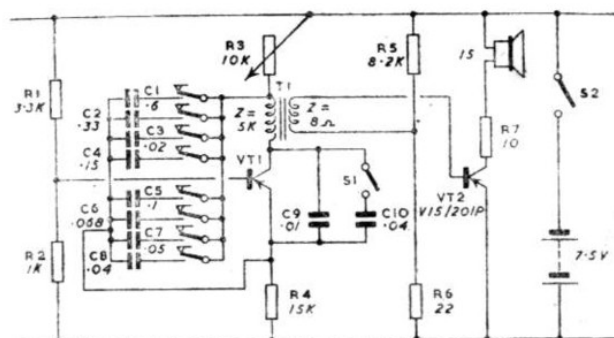 R1
3.3K
R2
1K
C1
.6
C2
.33
C3
.02
C4
.15
C5
.1
C6
.068
C7
.05
C8
.04
R3
10K
T1
Z=
5K
Z=
8Ω
VT1
C9
.01
S1
C10
.04
R4
15K
R5
8.2K
R6
22
15
R7
10
VT2
V15/201P
S2
7.5V